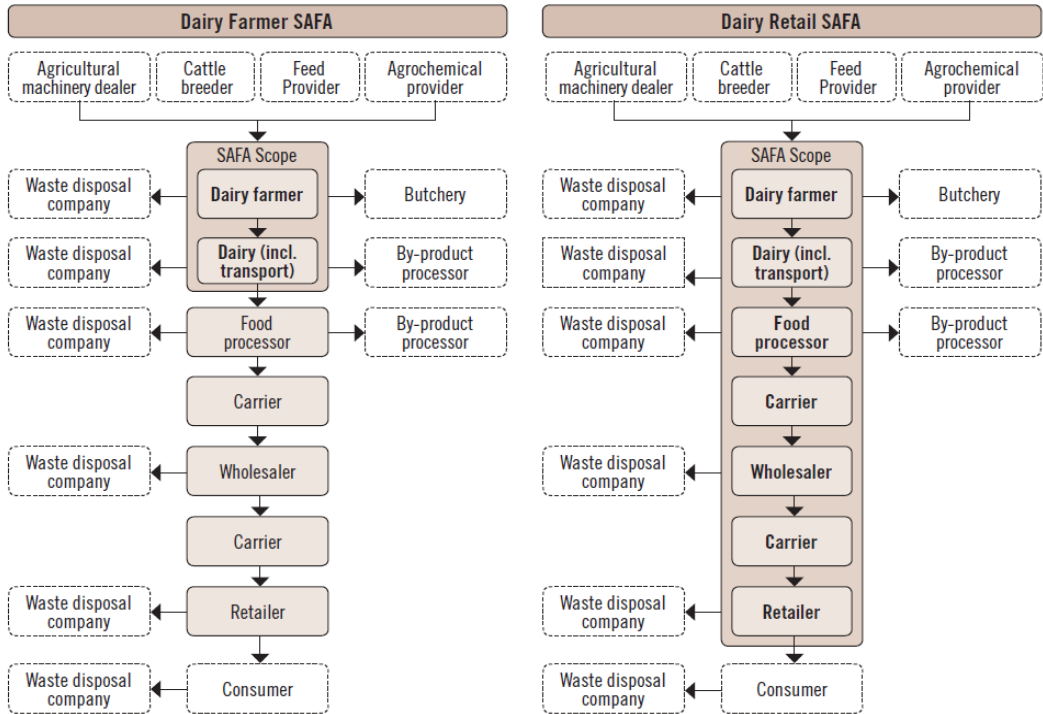 Dairy Farmer SAFA
Agricultural
machinery dealer
Cattle
breeder
Feed
Provider
Agrochemical
provider
SAFA Scope
Waste disposal
company
Dairy farmer
Butchery
Waste disposal
company
Dairy (incl.
transport)
By-product
processor
Waste disposal
company
Food
processor
By-product
processor
Carrier
Waste disposal
company
Wholesaler
Carrier
Waste disposal
company
Retailer
Waste disposal
company
Consumer
Dairy Retail SAFA
Agricultural
machinery dealer
Cattle
breeder
Feed
Provider
Agrochemical
provider
SAFA Scope
Waste disposal
company
Dairy farmer
Butchery
Waste disposal
company
Dairy (incl.
transport)
By-product
processor
Waste disposal
company
Food
processor
By-product
processor
Carrier
Waste disposal
company
Wholesaler
Carrier
Waste disposal
company
Retailer
Waste disposal
company
Consumer